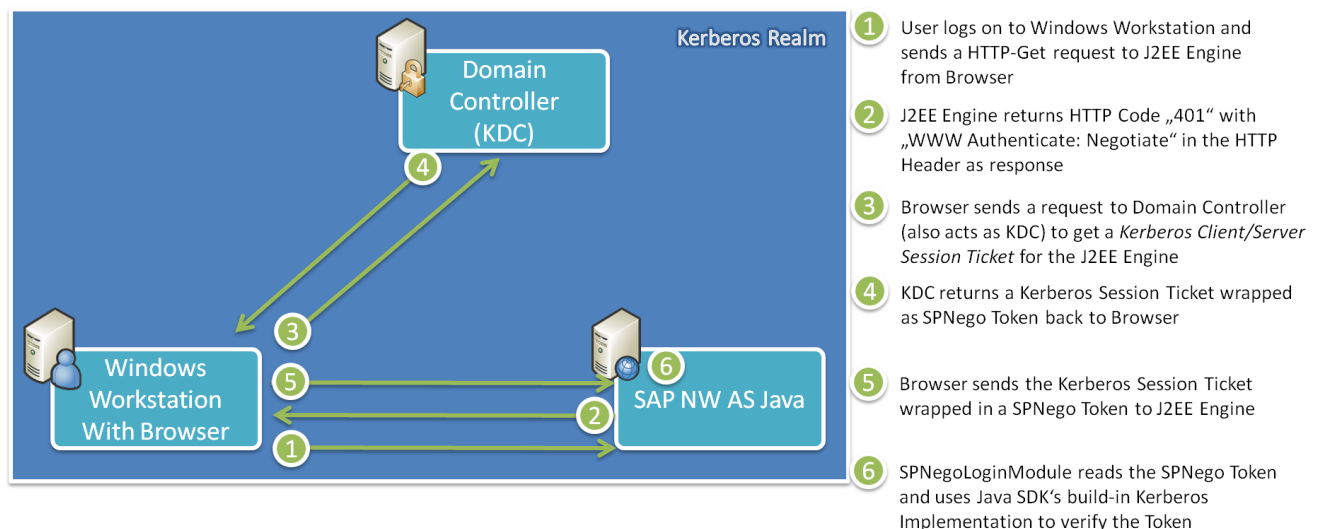 Kerberos Realm
Domain
Controller
(KDC)
4
3
Windows
Workstation
With Browser
5
2
1
6
SAP NW AS Java
1
User logs on to Windows Workstation and
sends a HTTP-Get request to J2EE Engine
from Browser
2
J2EE Engine returns HTTP Code „401“ with
„WWW Authenticate: Negotiate“ in the HTTP
Header as response
3
Browser sends a request to Domain Controller
(also acts as KDC) to get a Kerberos Client/Server
Session Ticket for the J2EE Engine
4
KDC returns a Kerberos Session Ticket wrapped
as SPNego Token back to Browser
5
Browser sends the Kerberos Session Ticket
wrapped in a SPNego Token to J2EE Engine
6
SPNegoLoginModule reads the SPNego Token
and uses Java SDK‘s build-in Kerberos
Implementation to verify the Token